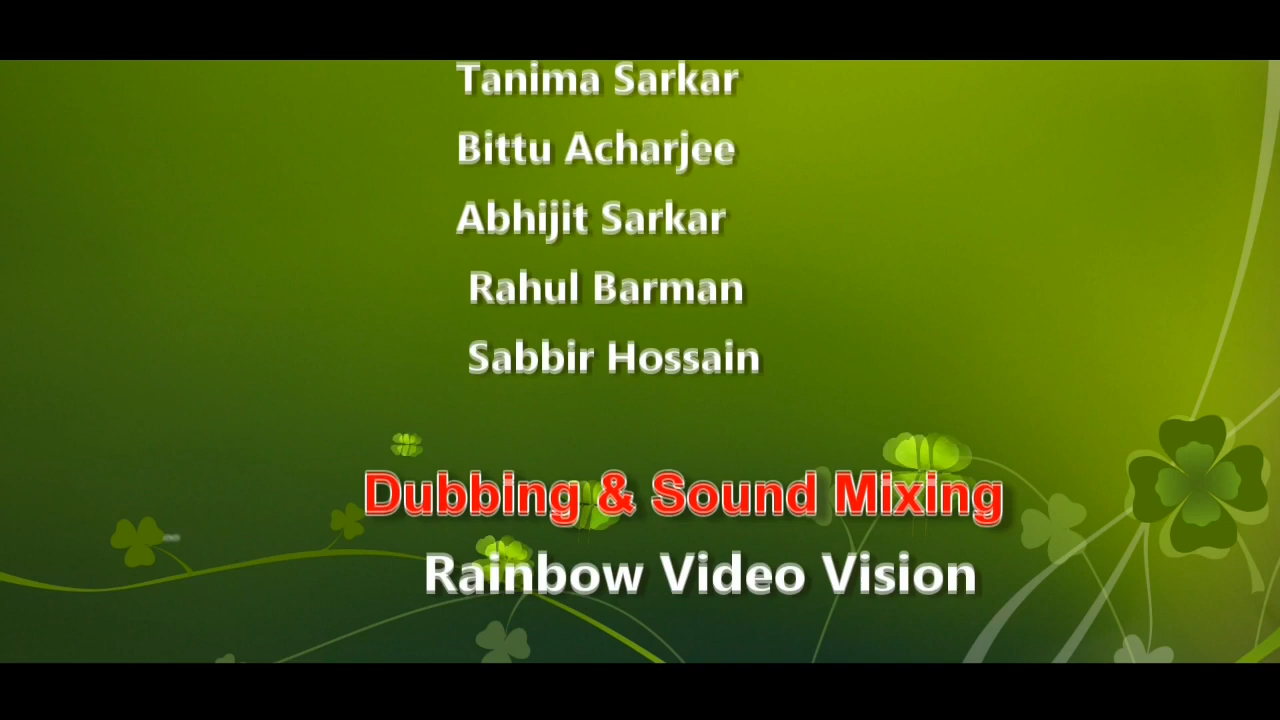 Tanima Sarkar
Bittu Acharjee
Abhijit Sarkar
Rahul Barman
Sabbir Hossain
Dubbing & Sound Mixing
Rainbow Video Vision